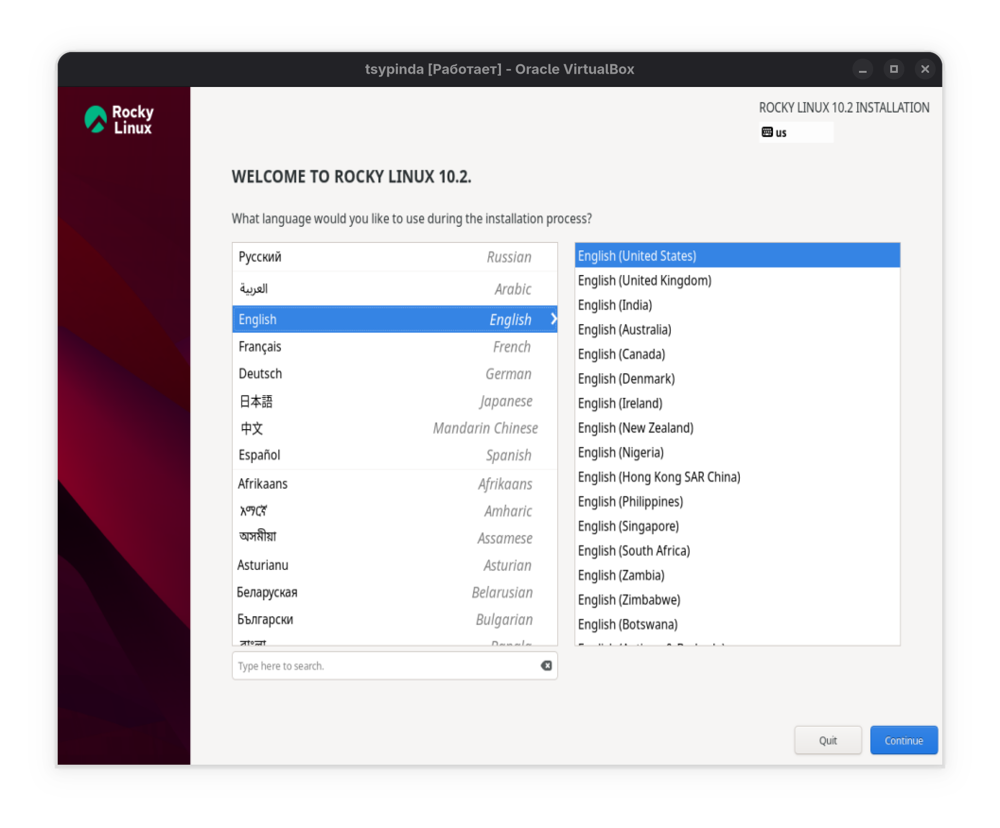 tsypinda [Работает] - Oracle VirtualBox
Rocky
Linux
ROCKY LINUX 10.2 INSTALLATION
us
WELCOME TO ROCKY LINUX 10.2.
What language would you like to use during the installation process?
Русский Russian
العربية Arabic
English English
Français French
Deutsch German
日本語 Japanese
中文 Mandarin Chinese
Español Spanish
Afrikaans Afrikaans
አማርኛ Amharic
অসমীয়া Assamese
Asturianu Asturian
Беларуская Belarusian
Български Bulgarian
বাংলা Bangla
English (United States)
English (United Kingdom)
English (India)
English (Australia)
English (Canada)
English (Denmark)
English (Ireland)
English (New Zealand)
English (Nigeria)
English (Hong Kong SAR China)
English (Philippines)
English (Singapore)
English (South Africa)
English (Zambia)
English (Zimbabwe)
English (Botswana)
Type here to search.
Quit
Continue